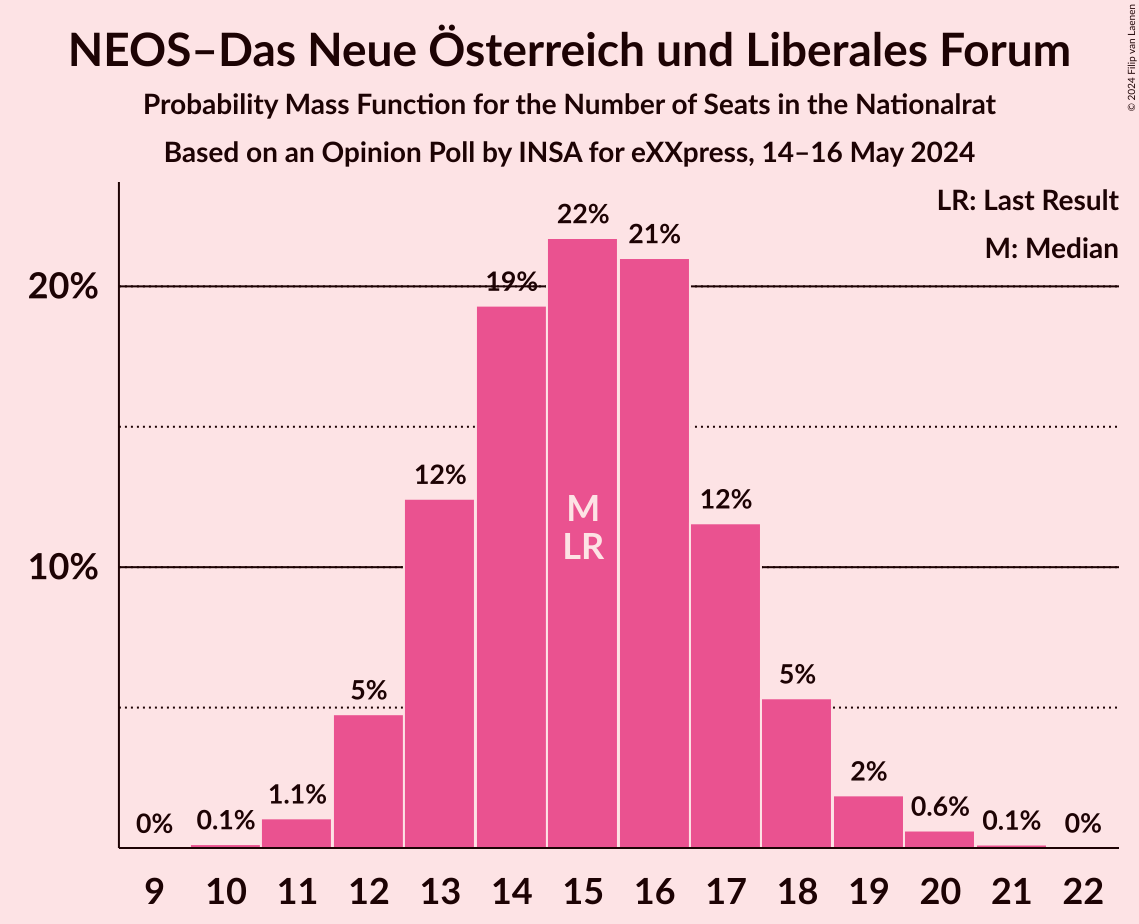 NEOS–Das Neue Österreich und Liberales Forum
Probability Mass Function for the Number of Seats in the Nationalrat
Based on an Opinion Poll by INSA for eXXpress, 14–16 May 2024
© 2024 Filip van Laenen
LR: Last Result
M: Median
20%
10%
0%
0.1%
1.1%
5%
12%
19%
22%
21%
12%
5%
2%
0.6%
0.1%
0%
M
LR
9 10 11 12 13 14 15 16 17 18 19 20 21 22